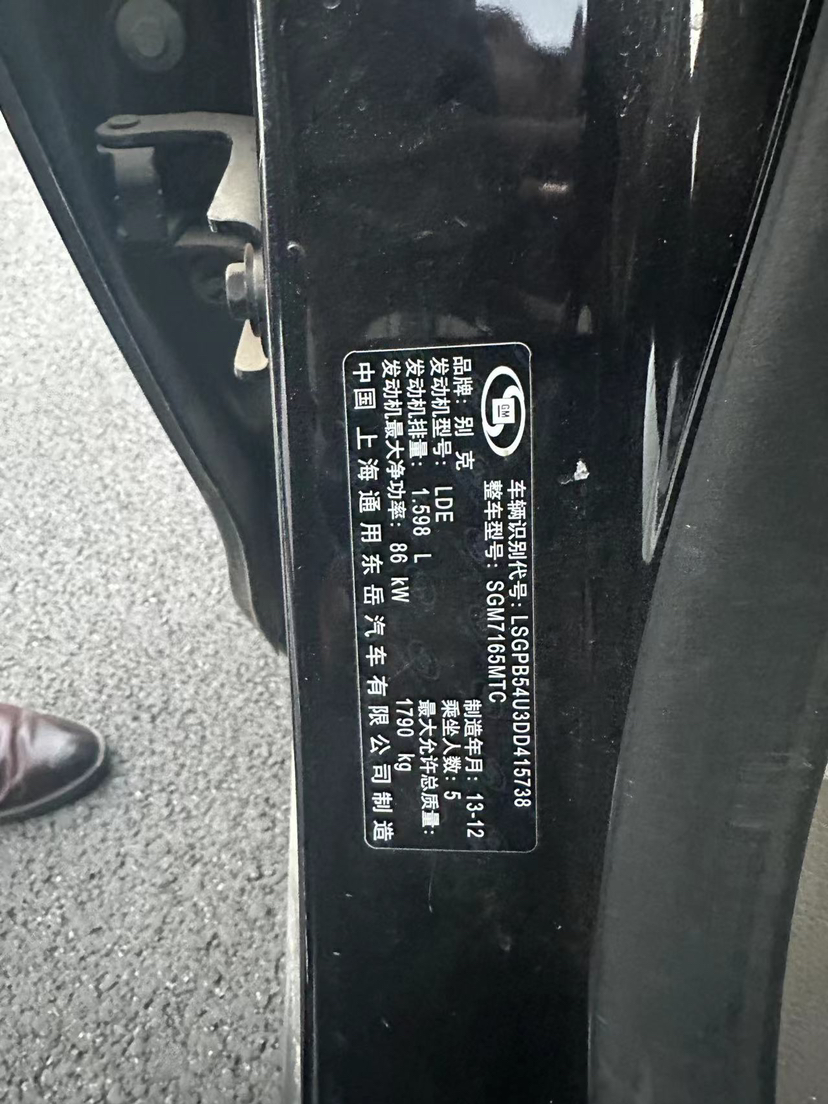 GM
车辆识别代号: LSGPB54U3DD415738
整车型号: SGM7165MTC
品牌: 别克
制造年月: 13-12
发动机型号: LDE
乘坐人数: 5
发动机排量: 1.598 L
最大允许总质量:
发动机最大净功率: 86 kW
1790 kg
中国 上海通用东岳汽车有限公司制造